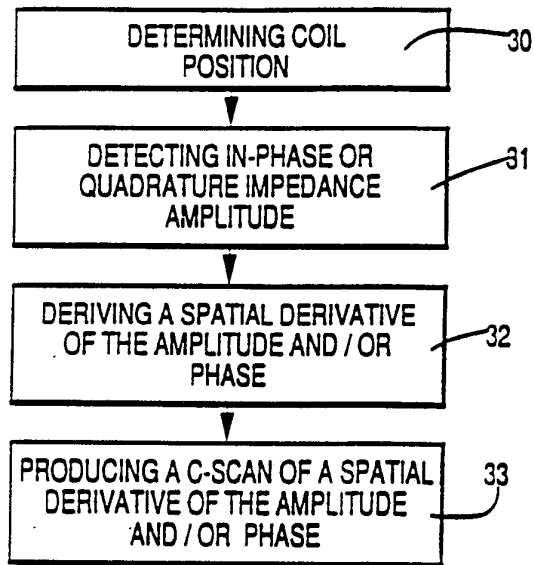 DETERMINING COIL
POSITION
30
DETECTING IN-PHASE OR
QUADRATURE IMPEDANCE
AMPLITUDE
31
DERIVING A SPATIAL DERIVATIVE
OF THE AMPLITUDE AND / OR
PHASE
32
PRODUCING A C-SCAN OF A SPATIAL
DERIVATIVE OF THE AMPLITUDE
AND / OR PHASE
33